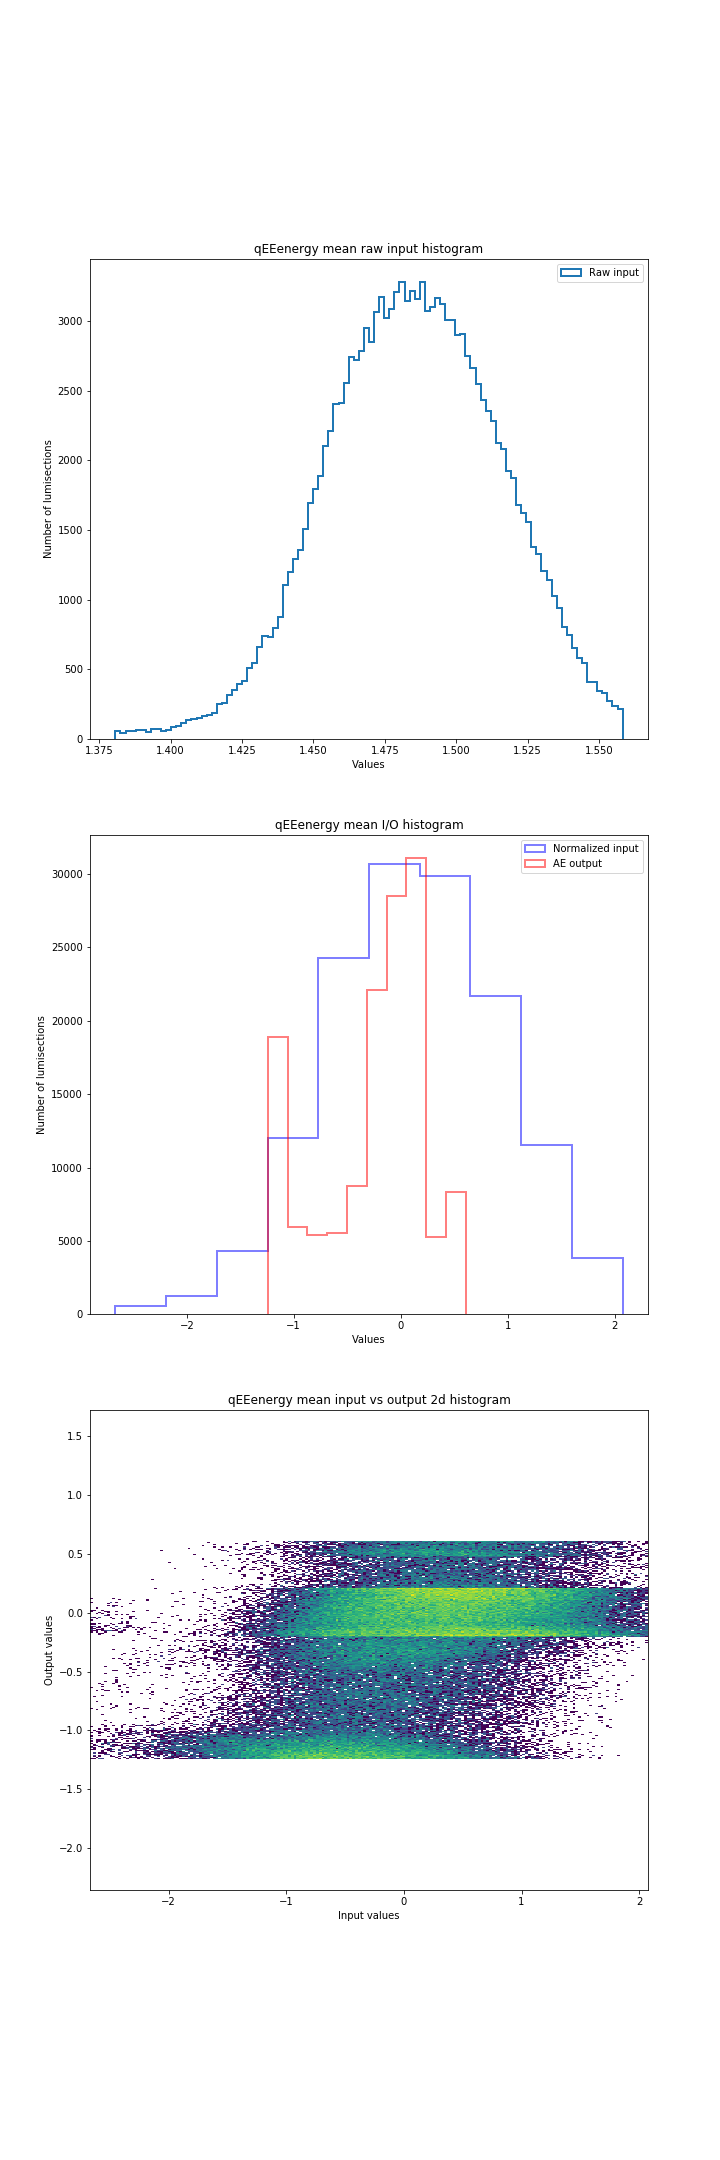 qEEenergy mean raw input histogram
Raw input
3000
2500
2000
1500
1000
500
0
Number of lumisections
1.375 1.400 1.425 1.450 1.475 1.500 1.525 1.550
Values
qEEenergy mean I/O histogram
Normalized input
AE output
30000
25000
20000
15000
10000
5000
0
Number of lumisections
−2 −1 0 1 2
Values
qEEenergy mean input vs output 2d histogram
1.5
1.0
0.5
0.0
−0.5
−1.0
−1.5
−2.0
Output values
−2 −1 0 1 2
Input values